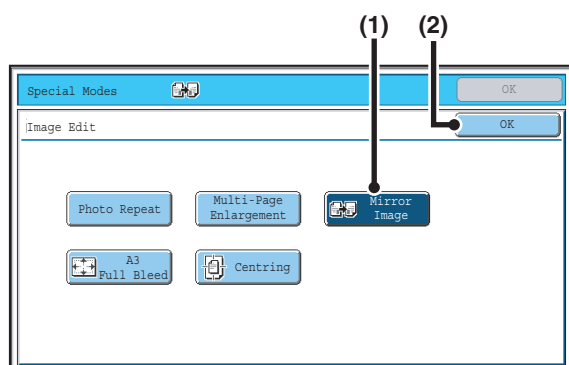 (1) (2)
Special Modes OK
Image Edit OK
Photo Repeat Multi-Page Enlargement Mirror Image
A3 Full Bleed Centring